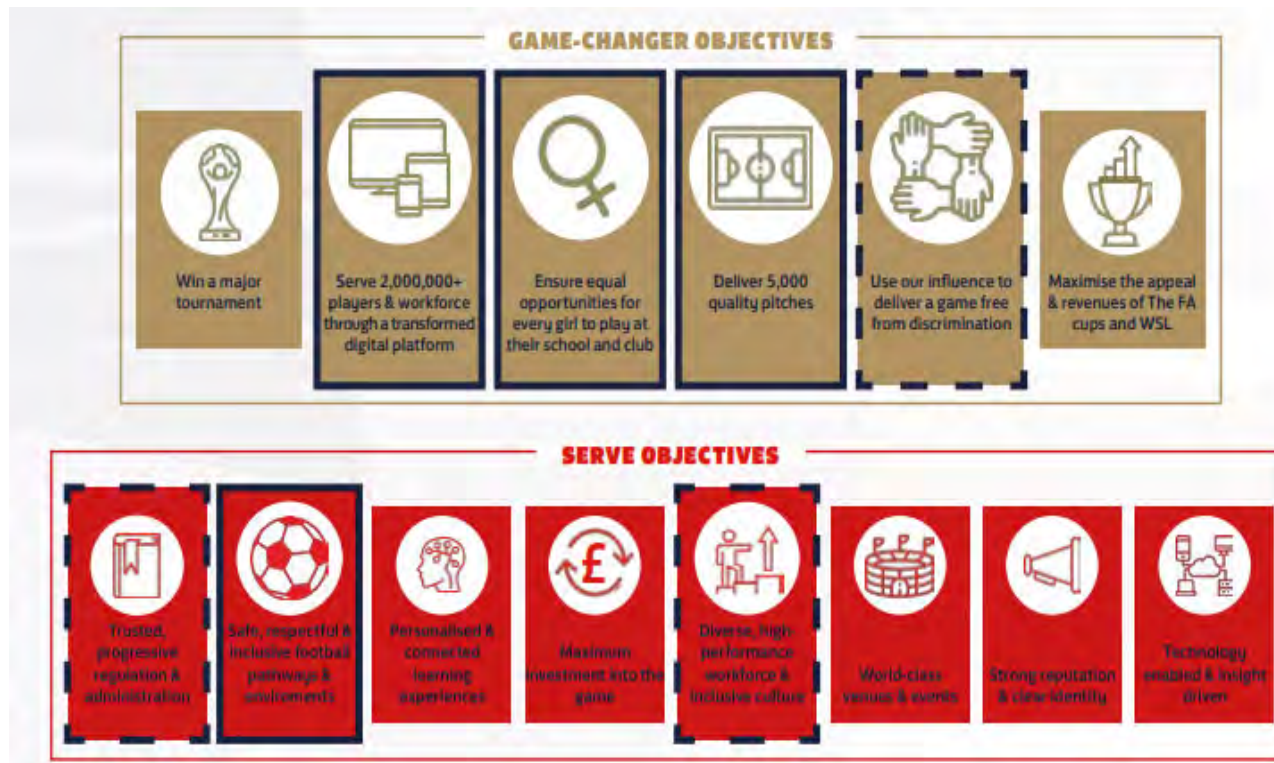 GAME-CHANGER OBJECTIVES
Win a major
tournament
Serve 2,000,000+
players & workforce
through a transformed
digital platform
Ensure equal
opportunities for
every girl to play at
their school and club
Deliver 5,000
quality pitches
Use our influence to
deliver a game free
from discrimination
Maximise the appeal
& revenues of The FA
cups and WSL
SERVE OBJECTIVES
£
Trusted,
progressive
&
administration
Safe, respectful &
inclusive football
pathways &
Personalised &
connected
learning
experiences
Maximum
investment into the
game
Diverse, high-
performance
workforce &
inclusive culture
World-class
venues & events
Strong reputation
& clear identity
Technology
enabled & insight
driven